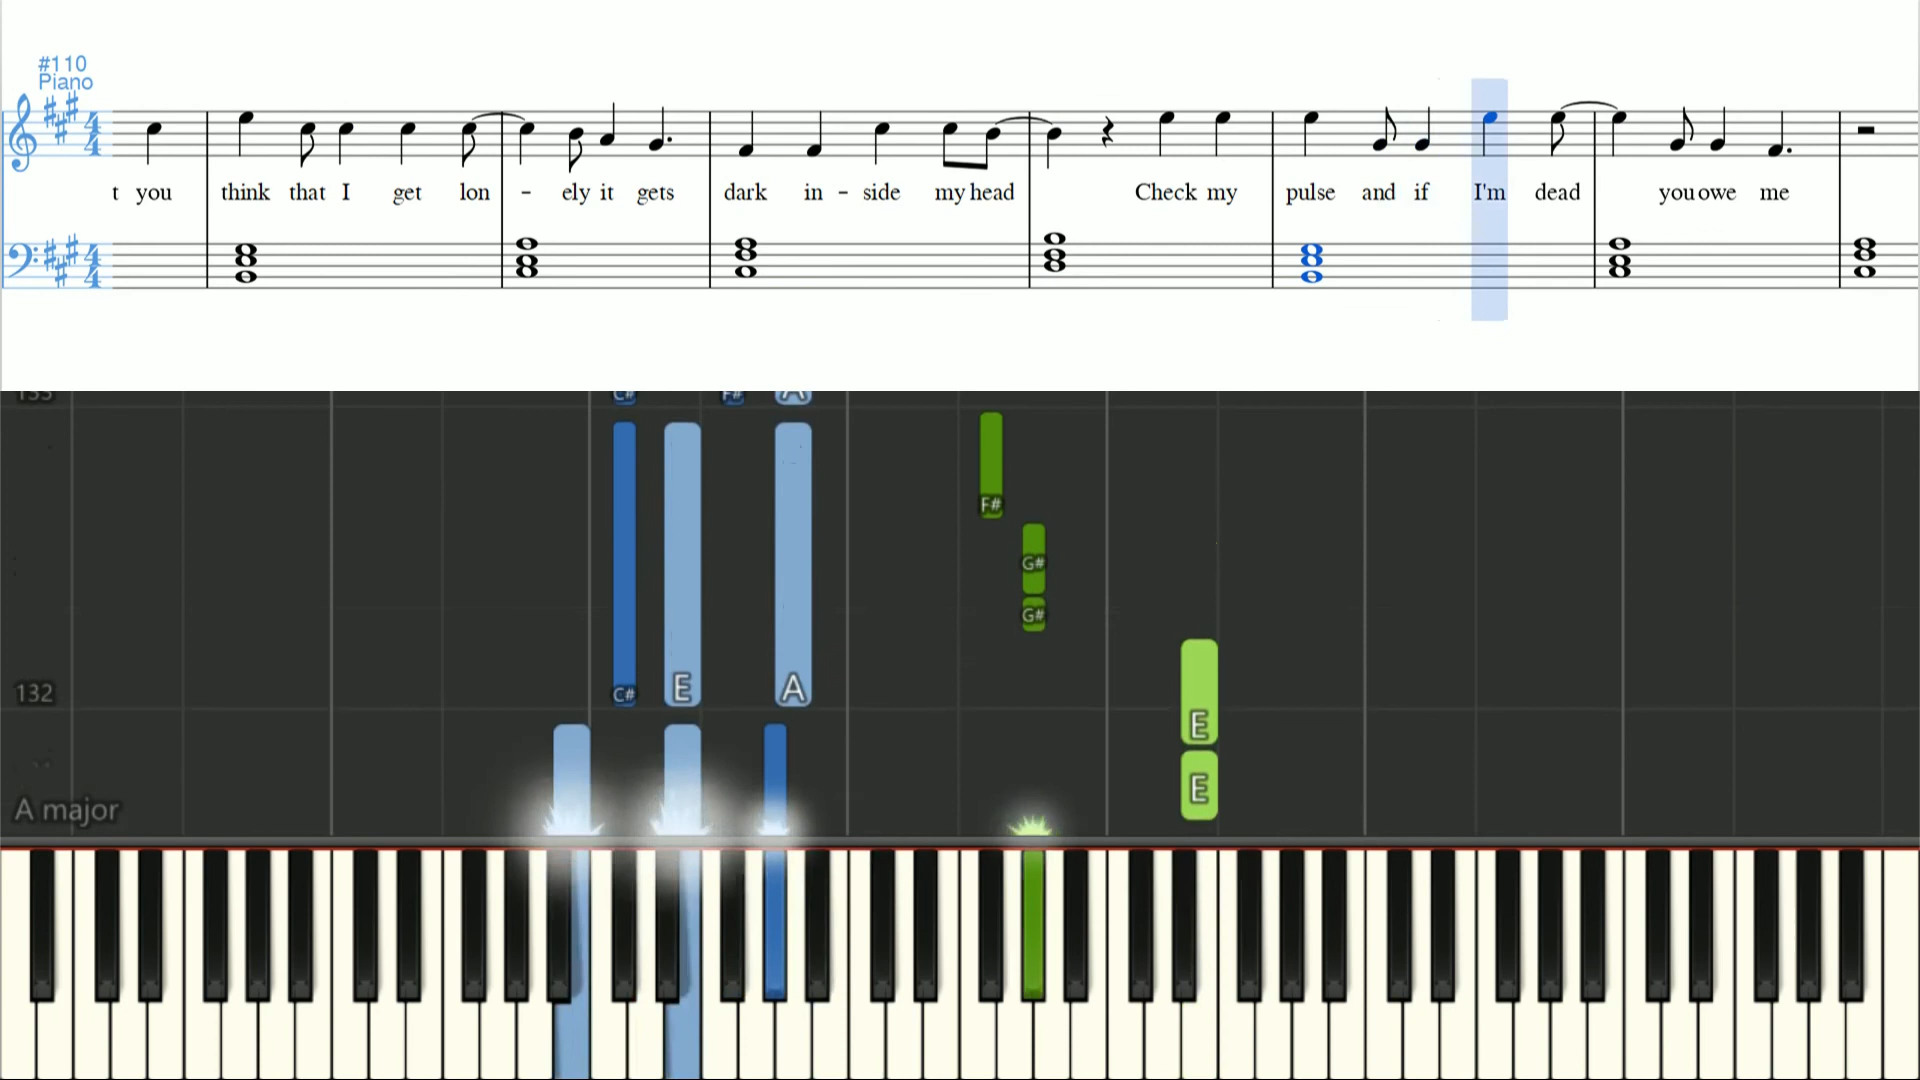 #110
Piano
t you think that I get lon - ely it gets dark in - side my head Check my pulse and if I'm dead you owe me
133
C# F# A
F#
G#
G#
132
C# E A
E
E
A major